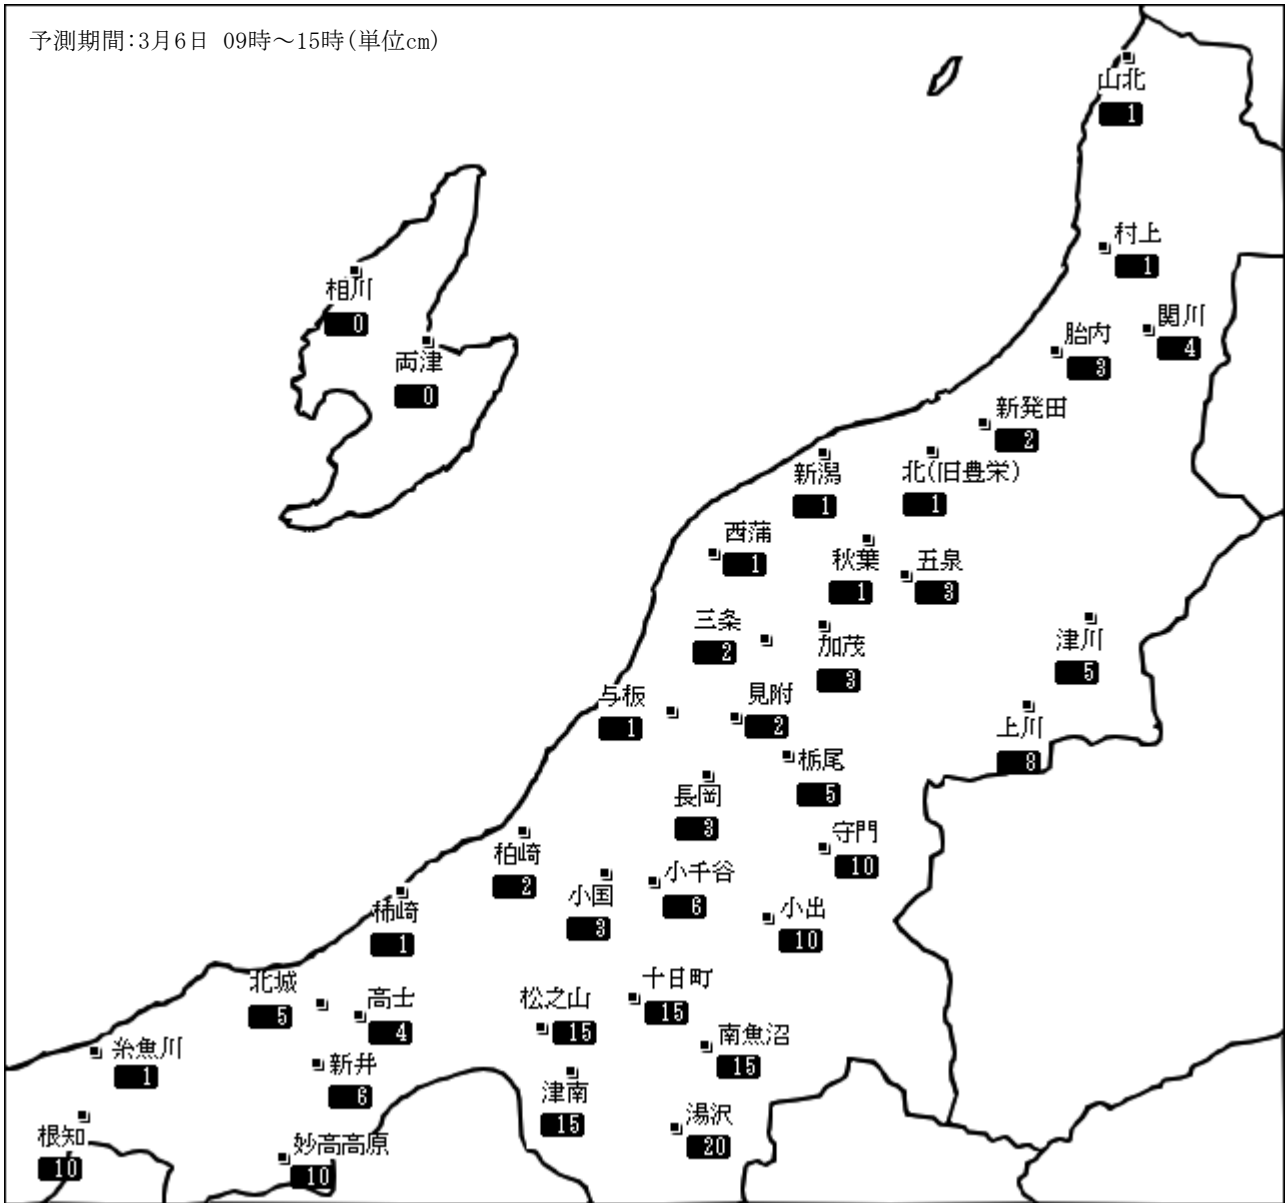 予測期間:3月6日 09時～15時(単位cm)
山北
1
村上
1
相川
0
関川
4
胎内
3
両津
0
新発田
2
新潟
1
北(旧豊栄)
1
西蒲
1
秋葉
1
五泉
3
三条
2
加茂
3
津川
5
与板
1
見附
2
上川
8
栃尾
5
長岡
3
守門
10
柏崎
2
小国
3
小千谷
6
小出
10
柿崎
1
北城
5
高士
4
松之山
15
十日町
15
南魚沼
15
糸魚川
1
新井
6
津南
15
湯沢
20
根知
10
妙高高原
10